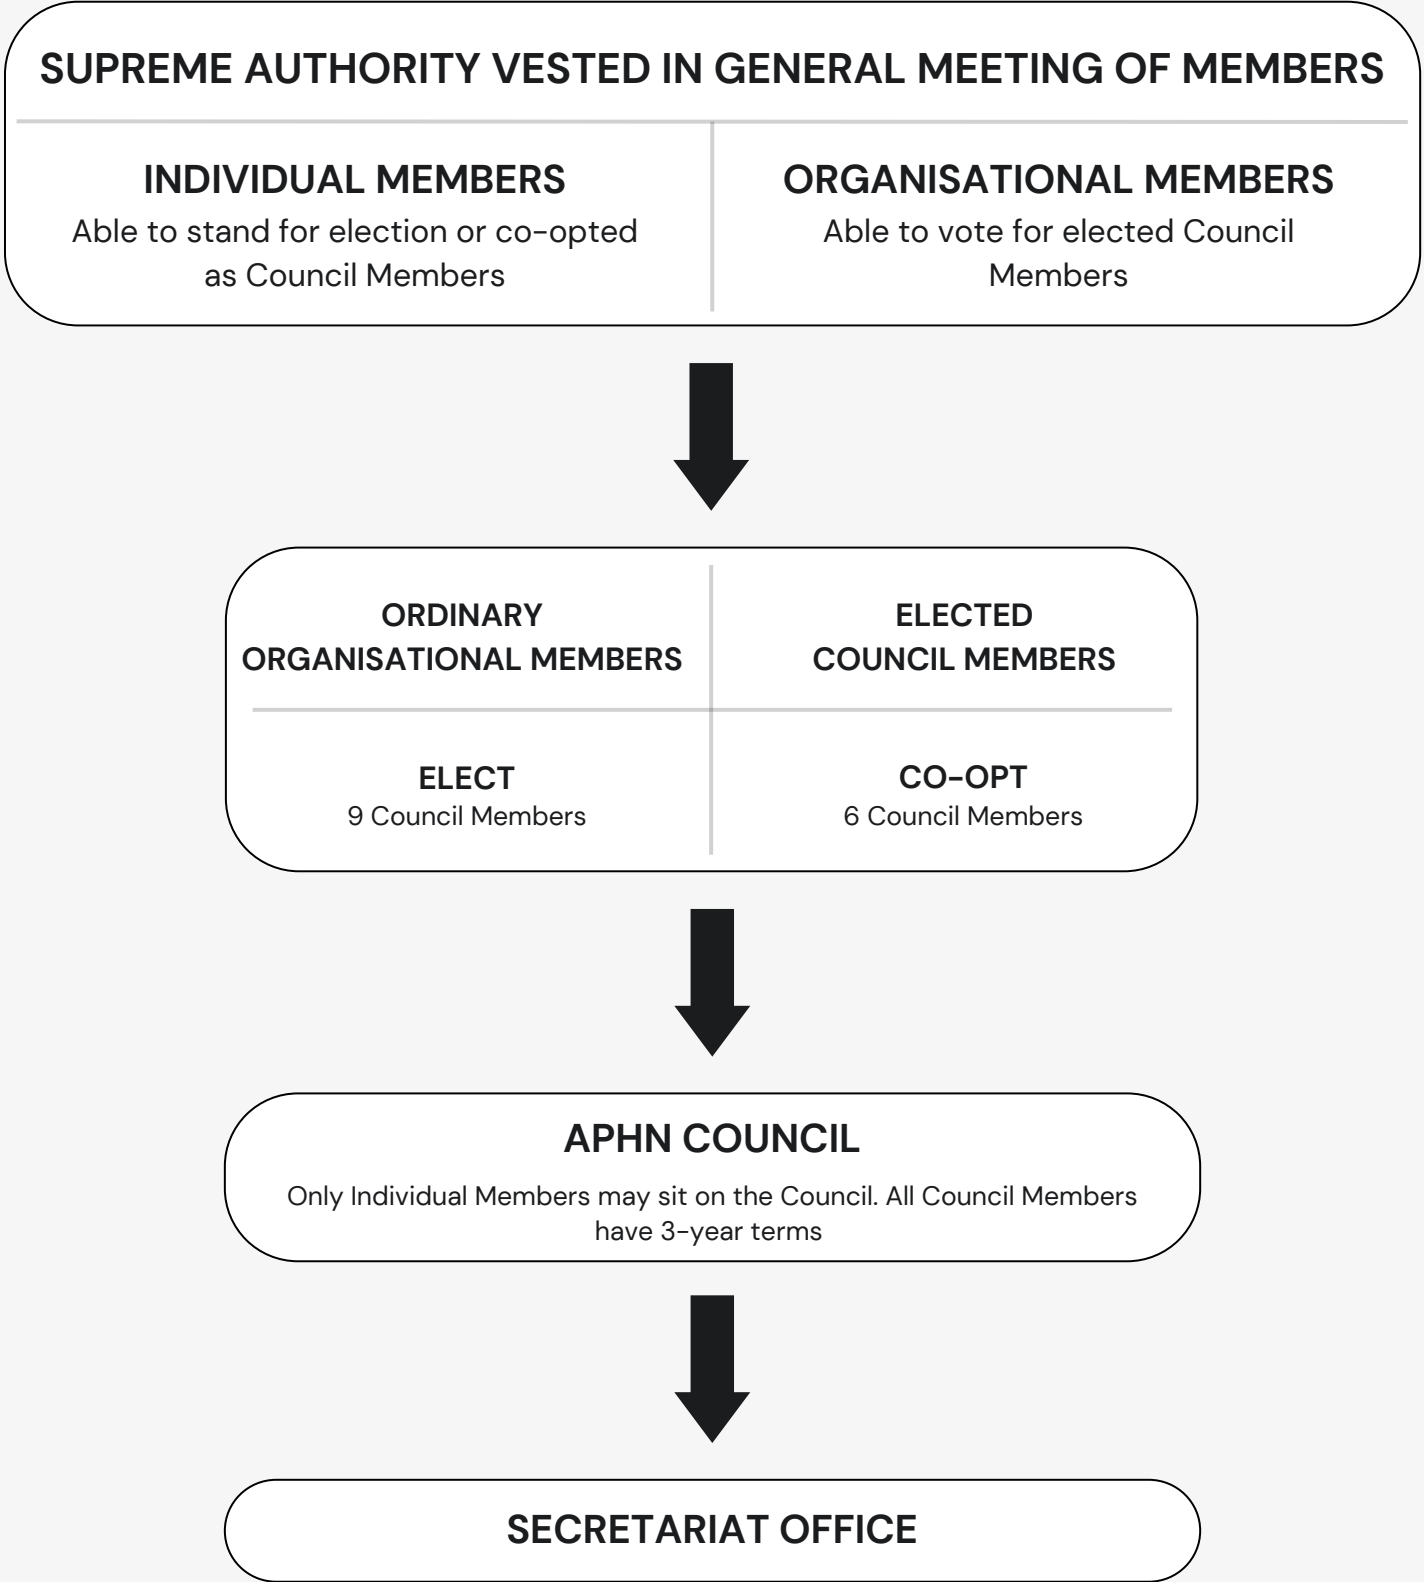 SUPREME AUTHORITY VESTED IN GENERAL MEETING OF MEMBERS
INDIVIDUAL MEMBERS
Able to stand for election or co-opted
as Council Members
ORGANISATIONAL MEMBERS
Able to vote for elected Council
Members
ORDINARY
ORGANISATIONAL MEMBERS
ELECTED
COUNCIL MEMBERS
ELECT
9 Council Members
CO-OPT
6 Council Members
APHN COUNCIL
Only Individual Members may sit on the Council. All Council Members
have 3-year terms
SECRETARIAT OFFICE